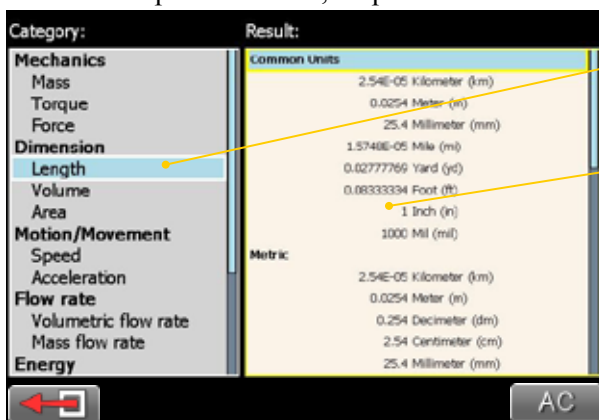 Category:
Mechanics
Mass
Torque
Force
Dimension
Length
Volume
Area
Motion/Movement
Speed
Acceleration
Flow rate
Volumetric flow rate
Mass flow rate
Energy
Result:
Common Units
2.54E-05 Kilometer (km)
0.0254 Meter (m)
25.4 Millimeter (mm)
1.5748E-05 Mile (mi)
0.02777769 Yard (yd)
0.08333334 Foot (ft)
1 Inch (in)
1000 Mil (mil)
Metric
2.54E-05 Kilometer (km)
0.0254 Meter (m)
0.254 Decimeter (dm)
2.54 Centimeter (cm)
25.4 Millimeter (mm)
AC